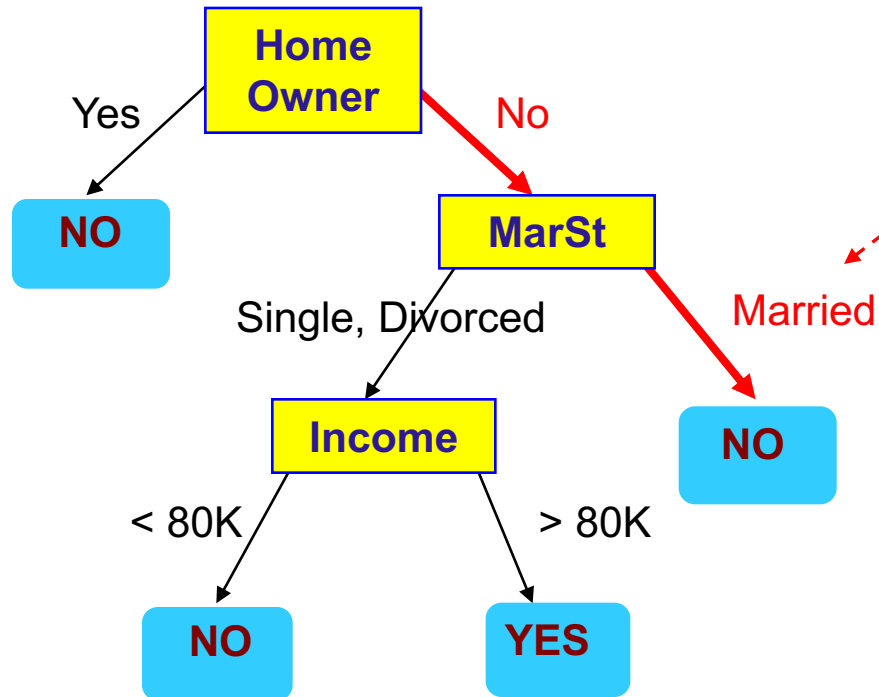 Home
Owner
Yes
No
NO
MarSt
Single, Divorced
Married
Income
NO
< 80K
> 80K
NO
YES